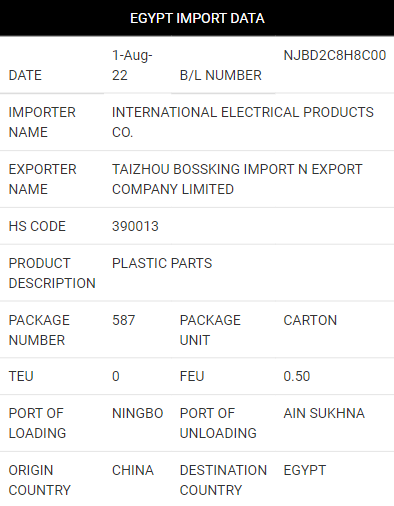 EGYPT IMPORT DATA
DATE 1-Aug-22 B/L NUMBER NJBD2C8H8C00
IMPORTER NAME INTERNATIONAL ELECTRICAL PRODUCTS CO.
EXPORTER NAME TAIZHOU BOSSKING IMPORT N EXPORT COMPANY LIMITED
HS CODE 390013
PRODUCT DESCRIPTION PLASTIC PARTS
PACKAGE NUMBER 587 PACKAGE UNIT CARTON
TEU 0 FEU 0.50
PORT OF LOADING NINGBO PORT OF UNLOADING AIN SUKHNA
ORIGIN COUNTRY CHINA DESTINATION COUNTRY EGYPT